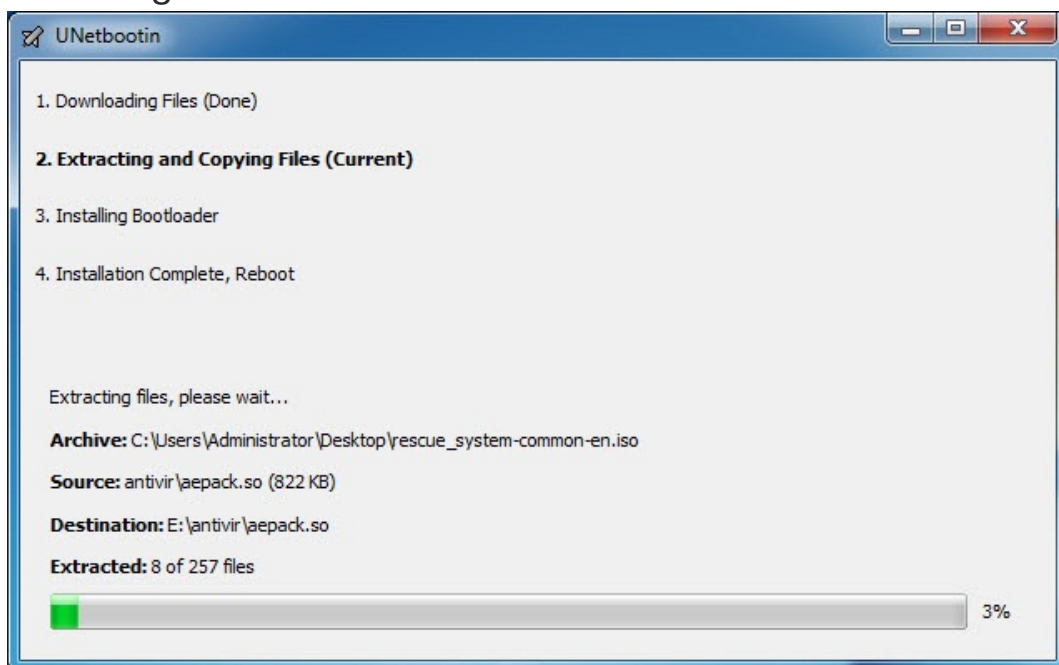 UNetbootin
1. Downloading Files (Done)
2. Extracting and Copying Files (Current)
3. Installing Bootloader
4. Installation Complete, Reboot
Extracting files, please wait...
Archive: C:\Users\Administrator\Desktop\rescue_system-common-en.iso
Source: antivir\aepack.so (822 KB)
Destination: E:\antivir\aepack.so
Extracted: 8 of 257 files
3%